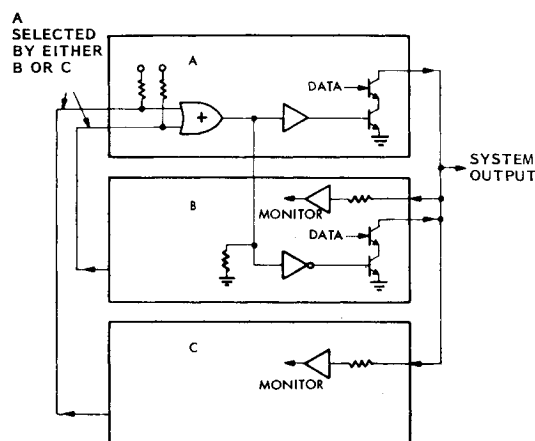 A
SELECTED
BY EITHER
B OR C
A
+
DATA
SYSTEM
OUTPUT
B
MONITOR
DATA
C
MONITOR